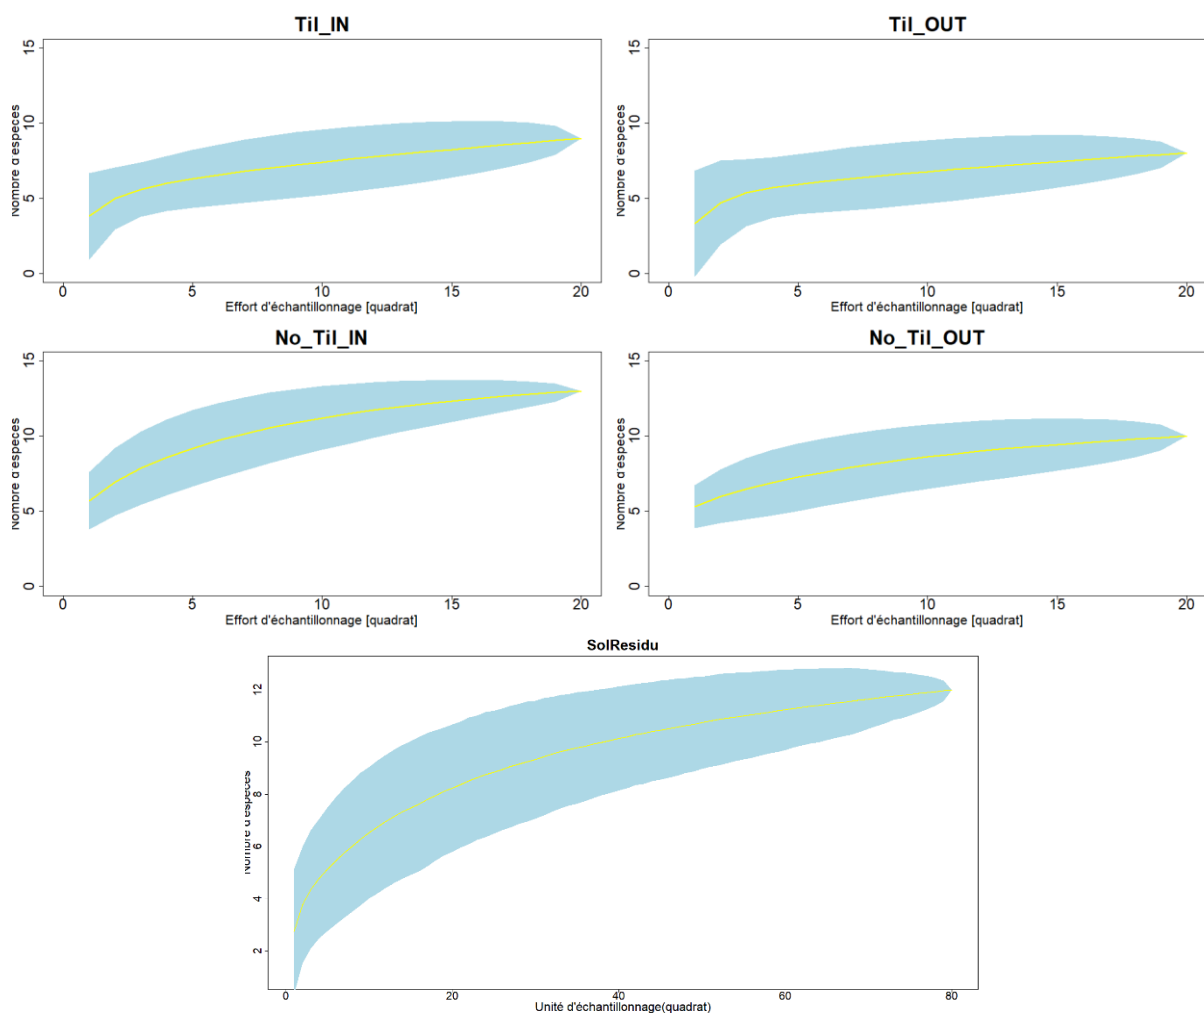 Til_IN
Til_OUT
15
10
5
0
Nombre d'especes
0 5 10 15 20
Effort d'échantillonnage [quadrat]
15
10
5
0
Nombre d'especes
0 5 10 15 20
Effort d'échantillonnage [quadrat]
No_Til_IN
No_Til_OUT
15
10
5
0
Nombre d'especes
0 5 10 15 20
Effort d'échantillonnage [quadrat]
15
10
5
0
Nombre d'especes
0 5 10 15 20
Effort d'échantillonnage [quadrat]
SolResidu
12
10
8
6
4
2
Nombre d'espèces
0 20 40 60 80
Unité d'échantillonnage(quadrat)